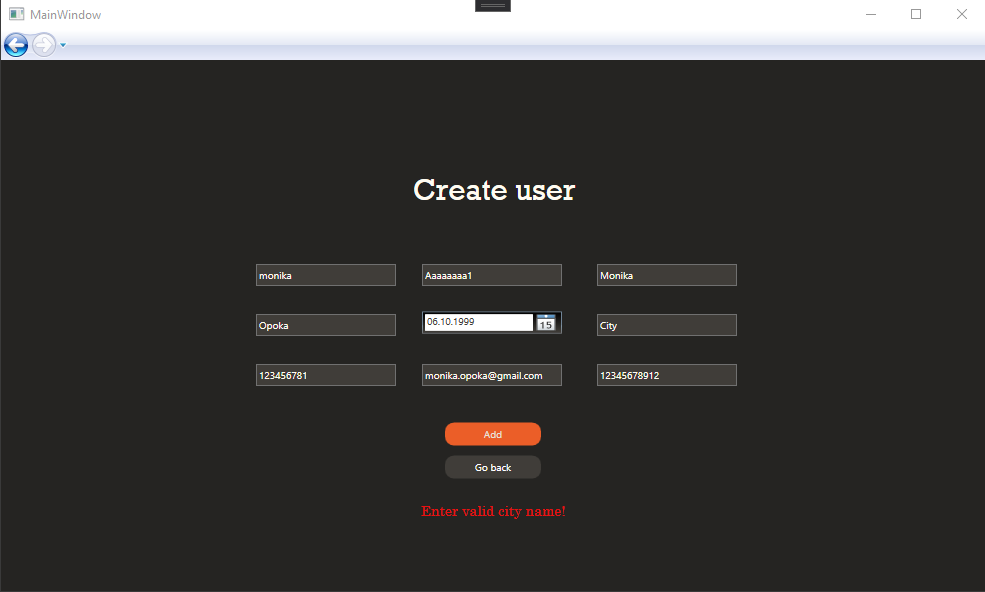 MainWindow
Create user
monika
Aaaaaaaa1
Monika
Opoka
06.10.1999
15
City
123456781
monika.opoka@gmail.com
12345678912
Add
Go back
Enter valid city name!